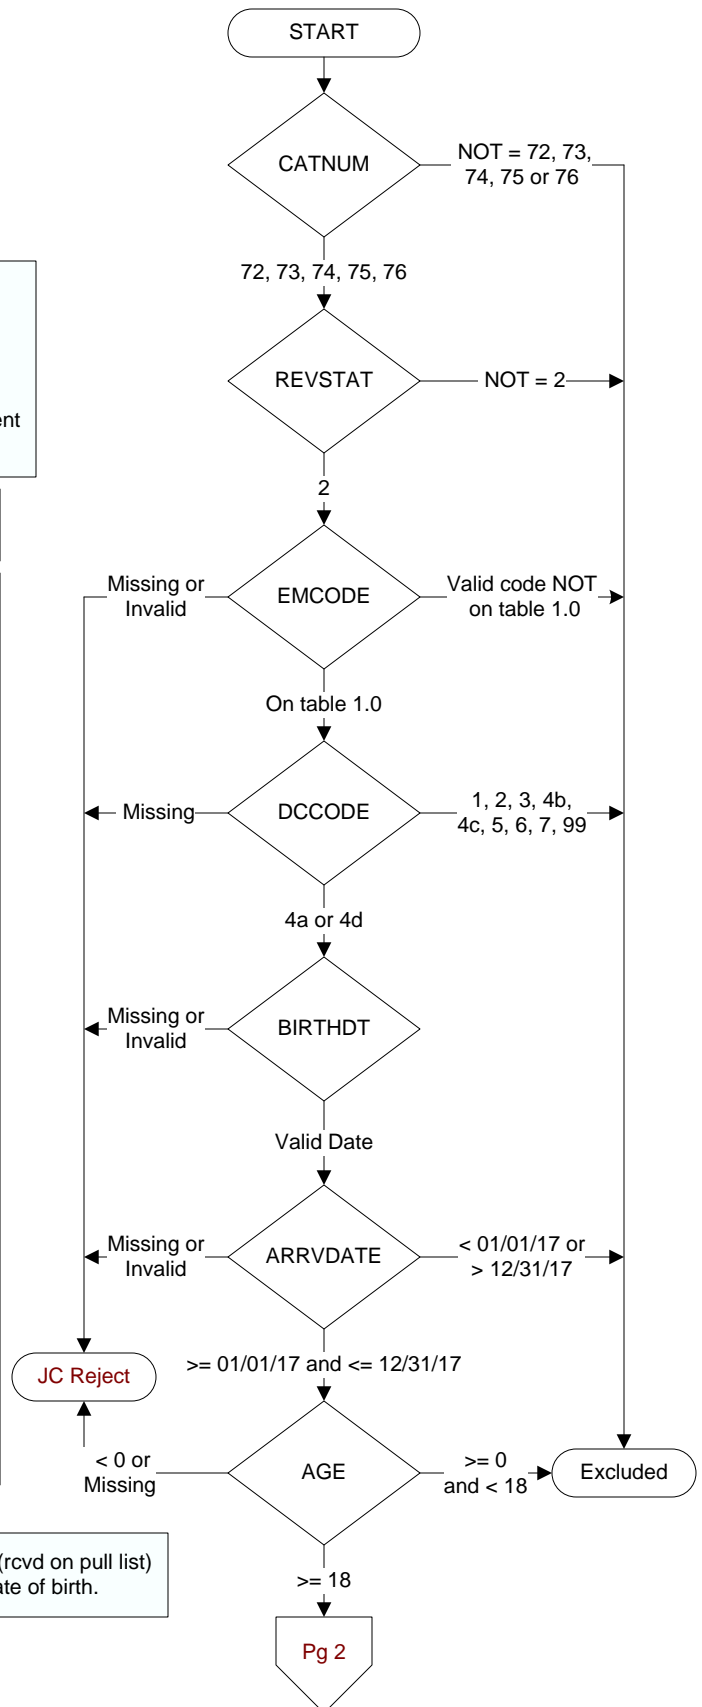 START
CATNUM
NOT = 72, 73,
74, 75 or 76
72, 73, 74, 75, 76
REVSTAT
NOT = 2
ent
2
Missing or
Invalid
EMCODE
Valid code NOT
on table 1.0
On table 1.0
Missing
DCCODE
1, 2, 3, 4b,
4c, 5, 6, 7, 99
4a or 4d
Missing or
Invalid
BIRTHDT
Valid Date
Missing or
Invalid
ARRVDATE
< 01/01/17 or
> 12/31/17
>= 01/01/17 and <= 12/31/17
JC Reject
< 0 or
Missing
AGE
>= 0
and < 18
Excluded
(rcvd on pull list)
ate of birth.
>= 18
Pg 2